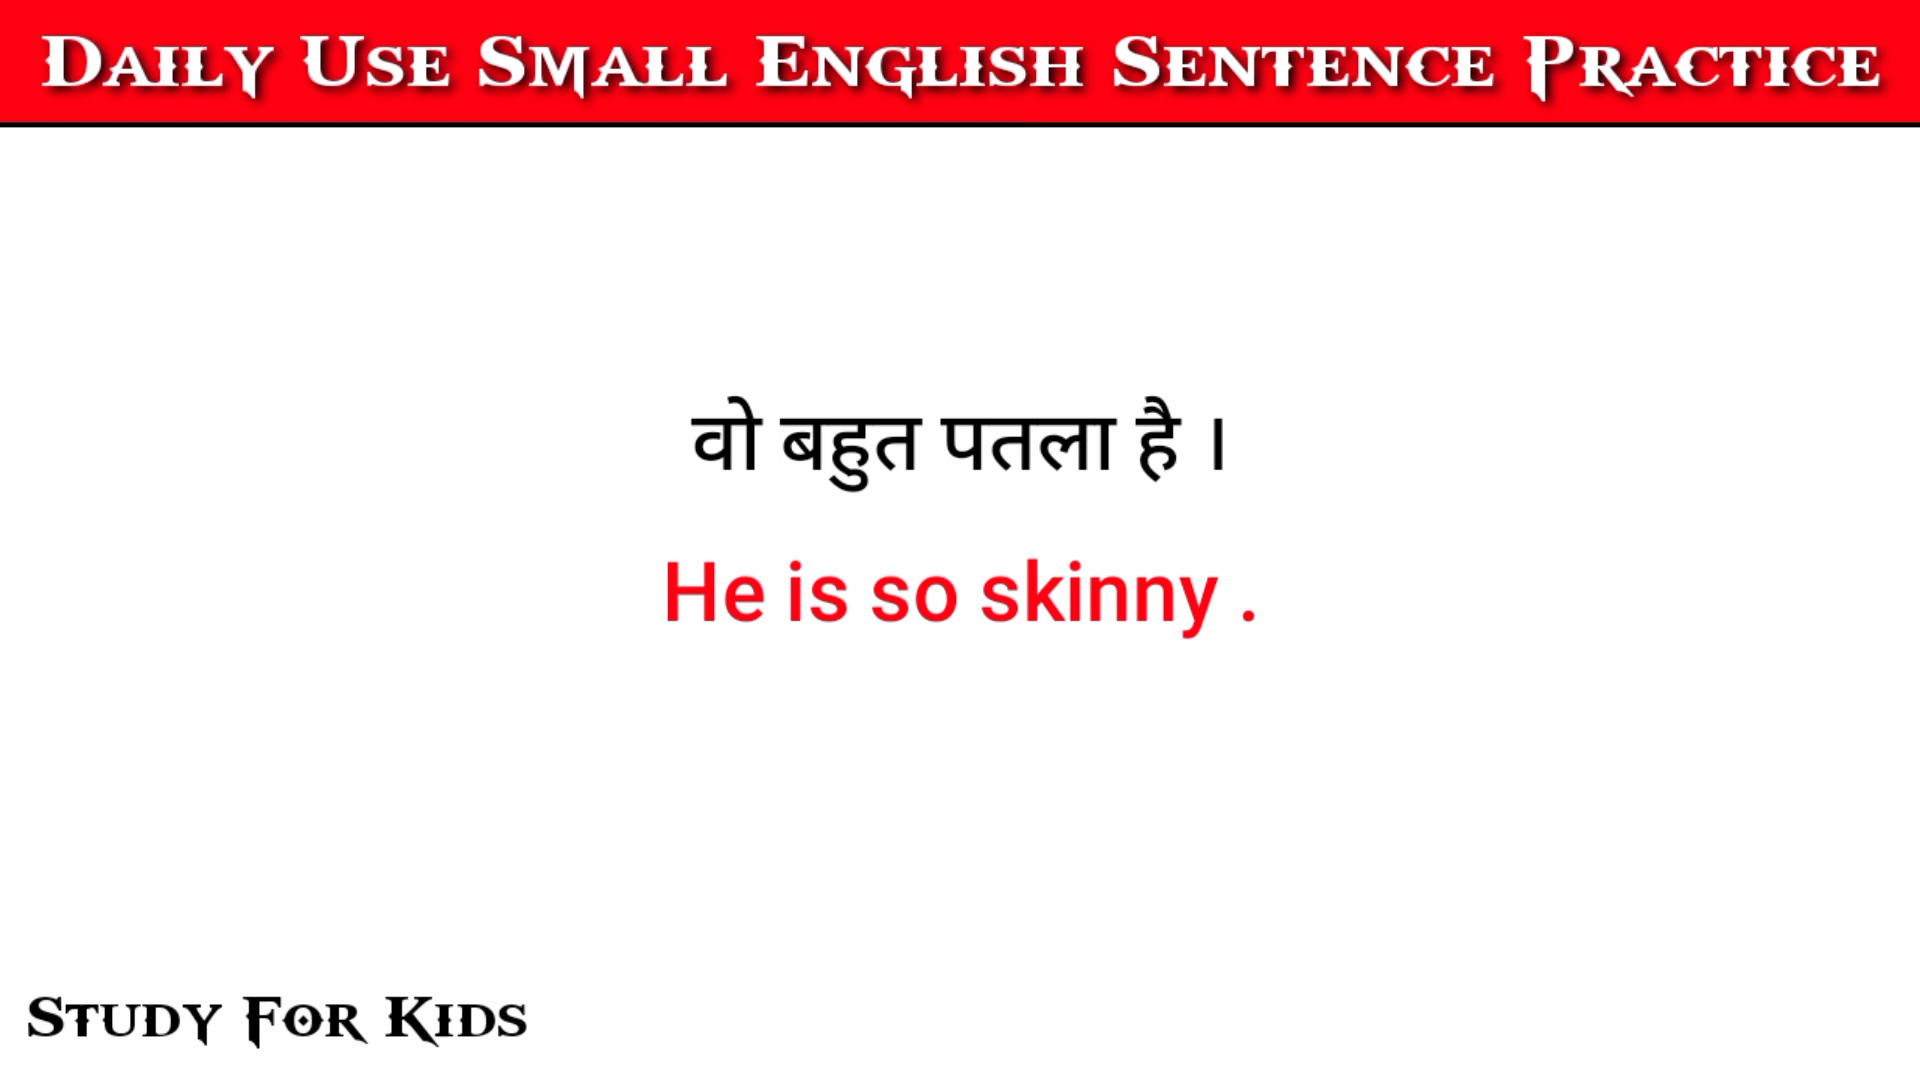 Daily Use Small English Sentence Practice
वो बहुत पतला है ।
He is so skinny .
Study For Kids